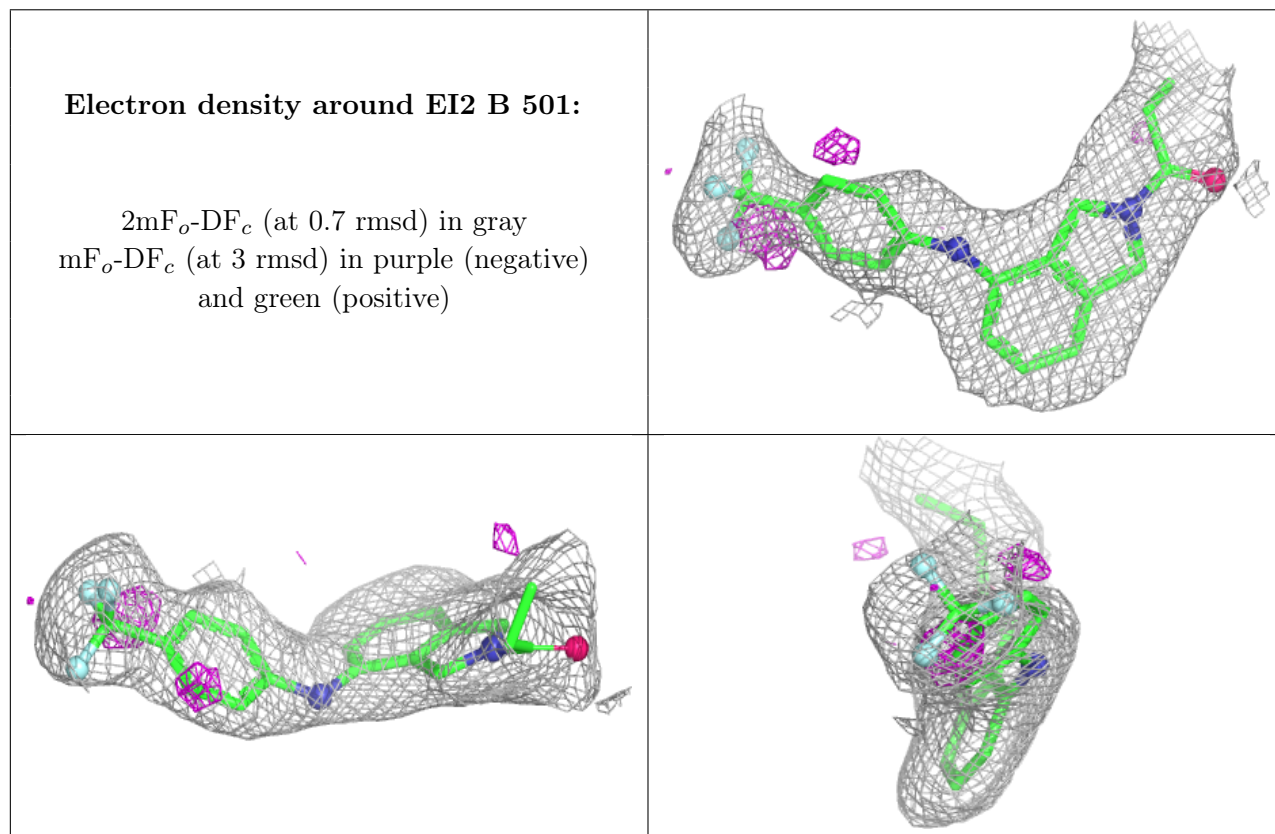 Electron density around EI2 B 501:
2mFo-DFc (at 0.7 rmsd) in gray
mFo-DFc (at 3 rmsd) in purple (negative)
and green (positive)